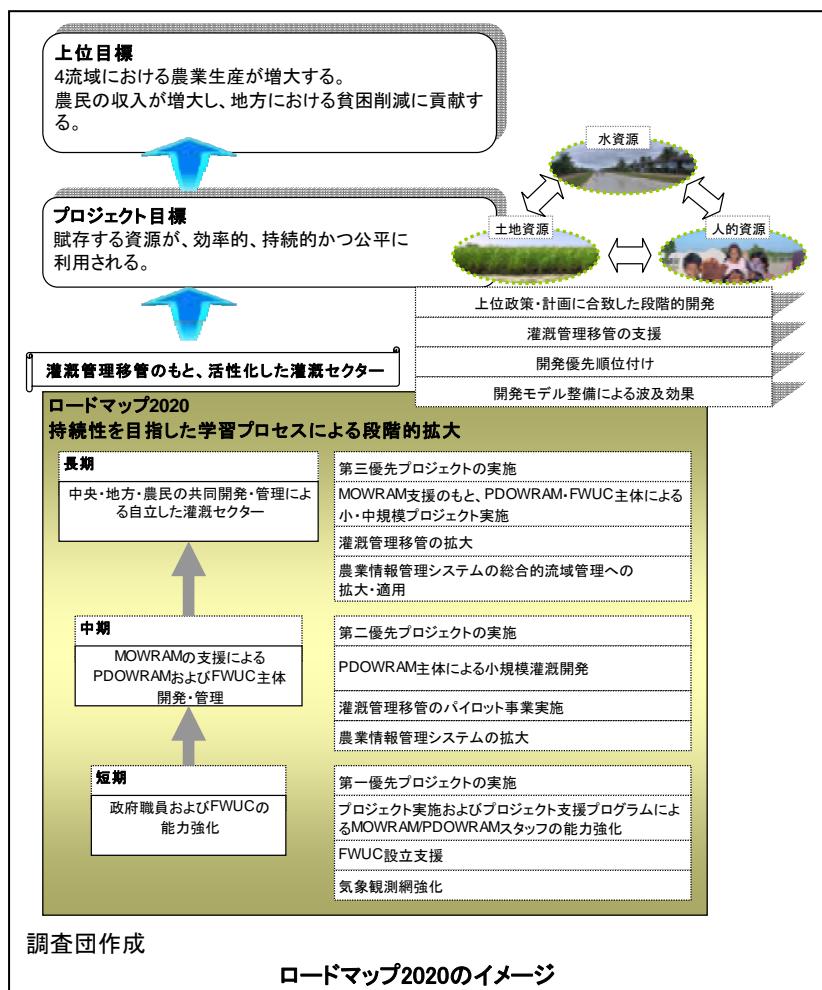 上位目標
4流域における農業生産が増大する。
農民の収入が増大し、地方における貧困削減に貢献す
る。
水資源
土地資源
人的資源
プロジェクト目標
賦存する資源が、効率的、持続的かつ公平に
利用される。
上位政策・計画に合致した段階的開発
灌漑管理移管の支援
開発優先順位付け
開発モデル整備による波及効果
灌漑管理移管のもと、活性化した灌漑セクター
ロードマップ2020
持続性を目指した学習プロセスによる段階的拡大
長期
中央・地方・農民の共同開発・管理によ
る自立した灌漑セクター
第三優先プロジェクトの実施
MOWRAM支援のもと、PDOWRAM・FWUC主体による
小・中規模プロジェクト実施
灌漑管理移管の拡大
農業情報管理システムの総合的流域管理への
拡大・適用
中期
MOWRAMの支援による
PDOWRAMおよびFWUC主体
開発・管理
第二優先プロジェクトの実施
PDOWRAM主体による小規模灌漑開発
灌漑管理移管のパイロット事業実施
農業情報管理システムの拡大
短期
政府職員およびFWUCの
能力強化
第一優先プロジェクトの実施
プロジェクト実施およびプロジェクト支援プログラムによ
るMOWRAM/PDOWRAMスタッフの能力強化
FWUC設立支援
気象観測網強化
調査団作成
ロードマップ2020のイメージ